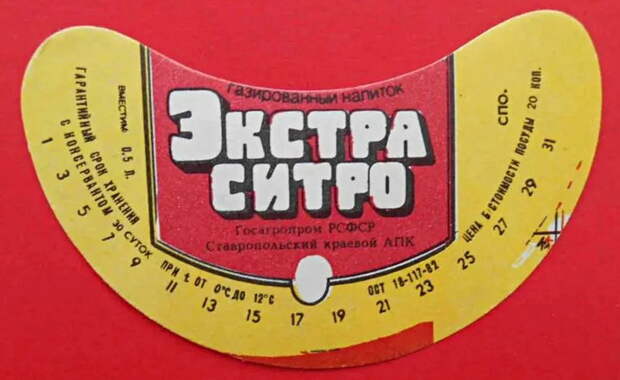 газированный напиток
ЭКСТРА
СИТРО
Госагропром РСФСР
Ставропольский краевой АПК
ВМЕСТИМ. 0,5 Л.
ГАРАНТИЙНЫЙ СРОК ХРАНЕНИЯ
С КОНСЕРВАНТОМ 30 СУТОК
ПРИ t. ОТ 0°С ДО 12°С
ОСТ 18-117-82
ЦЕНА Б/СТОИМОСТИ ПОСУДЫ 20 КОП.
СПО-
1 3 5 7 9 11 13 15 17 19 21 23 25 27 29 31